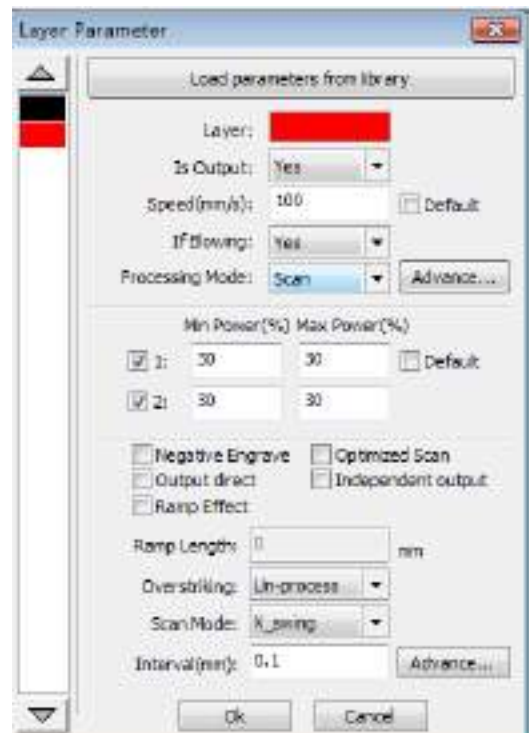 Layer Parameter
Load parameters from library
Layer:
Is Output: Yes
Speed(mm/s): 100 Default
If Blowing: Yes
Processing Mode: Scan Advance...
Min Power(%) Max Power(%)
1: 30 30 Default
2: 30 30
Negative Engrave Optimized Scan
Output direct Independent output
Ramp Effect
Ramp Length: 0 mm
Overstriking: Un-process
Scan Mode: X_swing
Interval(mm): 0.1 Advance...
Ok Cancel